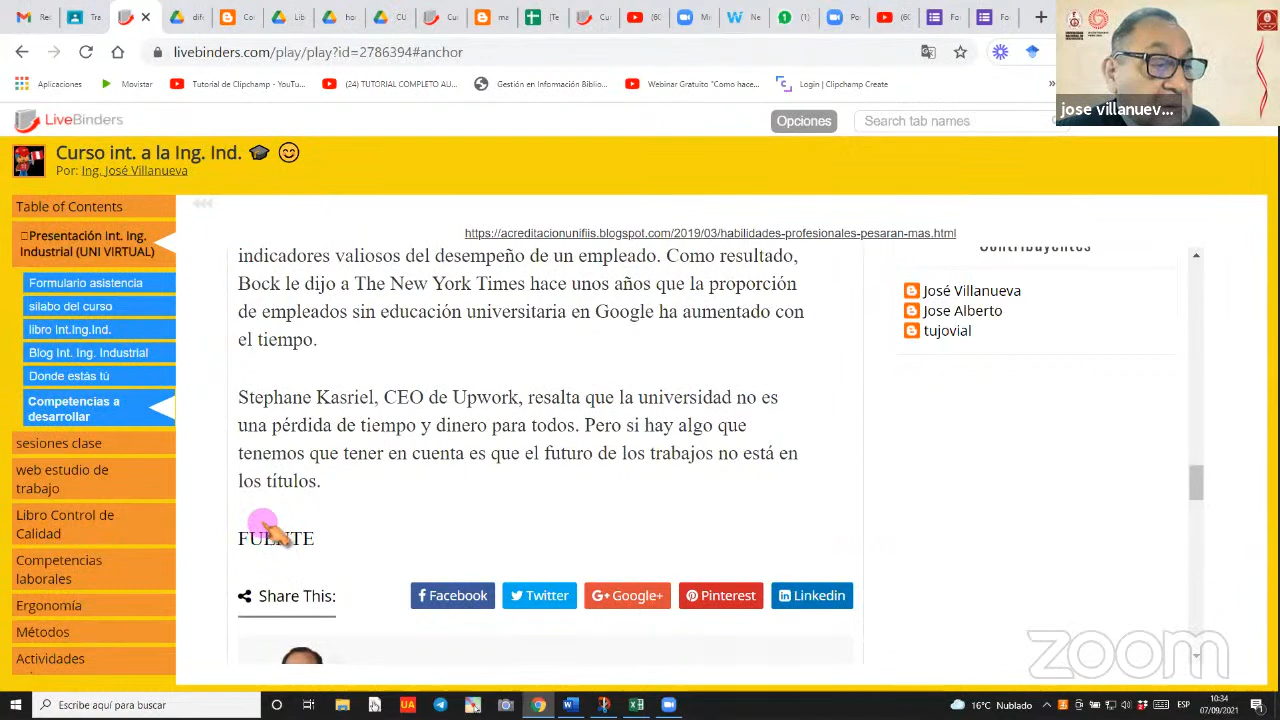 livebinders.com/play/play?id=2786394#anchor
Aplicaciones
Movistar
Tutorial de Clipchamp - YouTu...
(3) TUTORIAL COMPLETO AU...
Gestión en Información Biblio...
Webinar Gratuito "Como hace...
Login | Clipchamp Create
»
jose villanuev...
LiveBinders
Opciones
Search tab names
Curso int. a la Ing. Ind.
Por: Ing. José Villanueva
Table of Contents
Presentación Int. Ing.
Industrial (UNI VIRTUAL)
Formulario asistencia
silabo del curso
libro Int.Ing.Ind.
Blog Int. Ing. Industrial
Donde estás tú
Competencias a
desarrollar
sesiones clase
web estudio de
trabajo
Libro Control de
Calidad
Competencias
laborales
Ergonomía
Métodos
Actividades
https://acreditacionunifiis.blogspot.com/2019/03/habilidades-profesionales-pesaran-mas.html
indicadores valiosos del desempeño de un empleado. Como resultado,
Bock le dijo a The New York Times hace unos años que la proporción
de empleados sin educación universitaria en Google ha aumentado con
el tiempo.
Stephane Kasriel, CEO de Upwork, resalta que la universidad no es
una pérdida de tiempo y dinero para todos. Pero si hay algo que
tenemos que tener en cuenta es que el futuro de los trabajos no está en
los títulos.
FUENTE
Share This:
Facebook
Twitter
Google+
Pinterest
Linkedin
Contribuyentes
José Villanueva
Jose Alberto
tujovial
zoom
Escribe aquí para buscar
16°C Nublado
ESP
10:34
07/09/2021